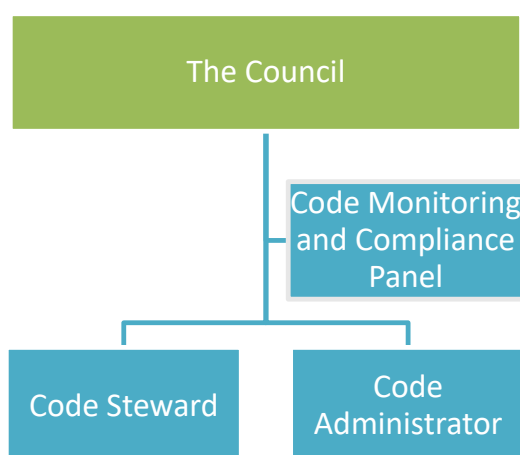 The Council
Code Monitoring
and Compliance
Panel
Code Steward
Code
Administrator